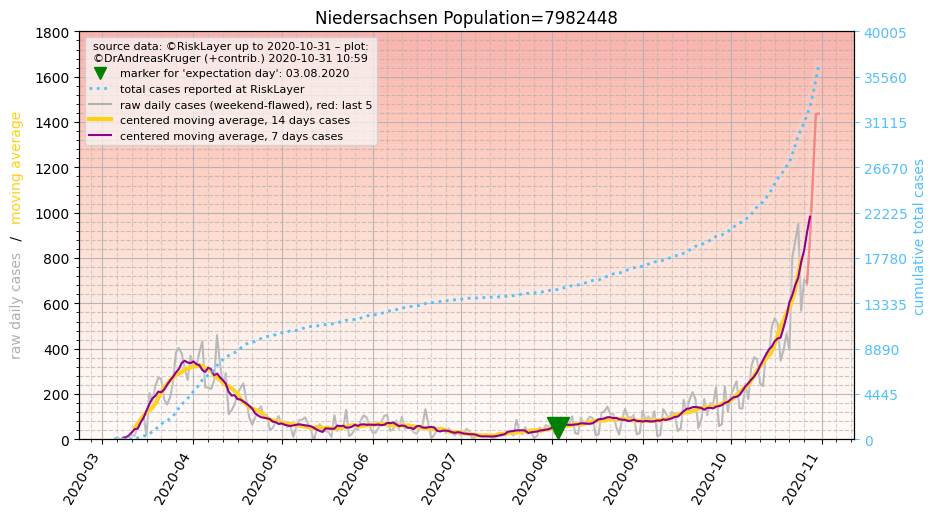 Niedersachsen Population=7982448
source data: ©RiskLayer up to 2020-10-31 – plot:
©DrAndreasKruger (+contrib.) 2020-10-31 10:59
marker for 'expectation day': 03.08.2020
total cases reported at RiskLayer
raw daily cases (weekend-flawed), red: last 5
centered moving average, 14 days cases
centered moving average, 7 days cases
raw daily cases / moving average
1800
1600
1400
1200
1000
800
600
400
200
0
40005
35560
31115
26670
22225
17780
13335
8890
4445
0
cumulative total cases
2020-03
2020-04
2020-05
2020-06
2020-07
2020-08
2020-09
2020-10
2020-11